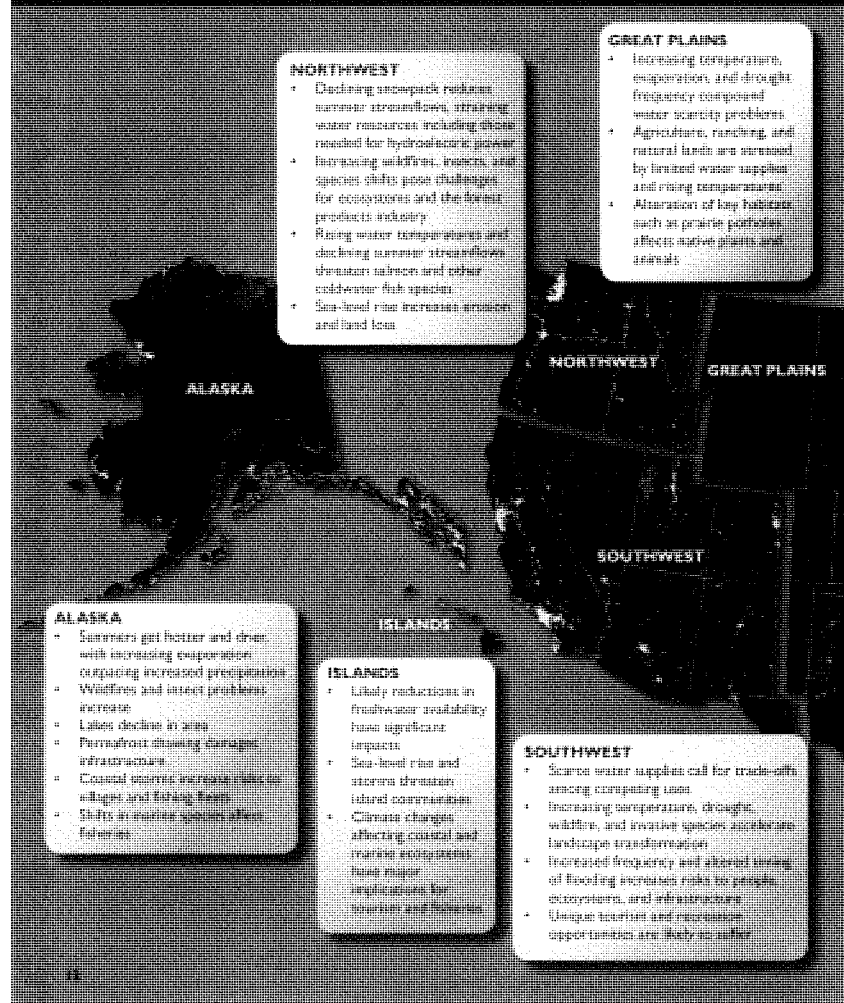 GREAT PLAINS
• Increasing temperature,
evaporation, and drought
frequency compound
water scarcity problems
• Agriculture, ranching, and
natural lands are stressed
by limited water supplies
and rising temperatures
• Alteration of key habitats
such as prairie potholes
affects native plants and
animals
NORTHWEST
• Declining snowpack reduces
summer streamflows, straining
water resources including those
needed for hydroelectric power
• Increasing wildfires, insects, and
species shifts pose challenges
for ecosystems and the forest
products industry
• Rising water temperatures and
declining summer streamflows
threaten salmon and other
coldwater fish species
• Sea-level rise increases erosion
and land loss
ALASKA
NORTHWEST
GREAT PLAINS
SOUTHWEST
ISLANDS
ALASKA
• Summers get hotter and drier,
with increasing evaporation
outpacing increased precipitation
• Wildfires and insect problems
increase
• Lakes decline in area
• Permafrost thawing damages
infrastructure
• Coastal storms increase risks to
villages and fishing fleets
• Shifts in marine species affect
fisheries
ISLANDS
• Likely reductions in
freshwater availability
have significant
impacts
• Sea-level rise and
storms threaten
island communities
• Climate changes
affecting coastal and
marine ecosystems
have major
implications for
tourism and fisheries
SOUTHWEST
• Scarce water supplies call for trade-offs
among competing uses
• Increasing temperature, drought,
wildfire, and invasive species accelerate
landscape transformation
• Increased frequency and altered timing
of flooding increases risks to people,
ecosystems, and infrastructure
• Unique tourism and recreation
opportunities are likely to suffer